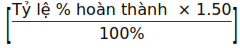 [Tỷ lệ % hoàn thành × 1.50
100%]